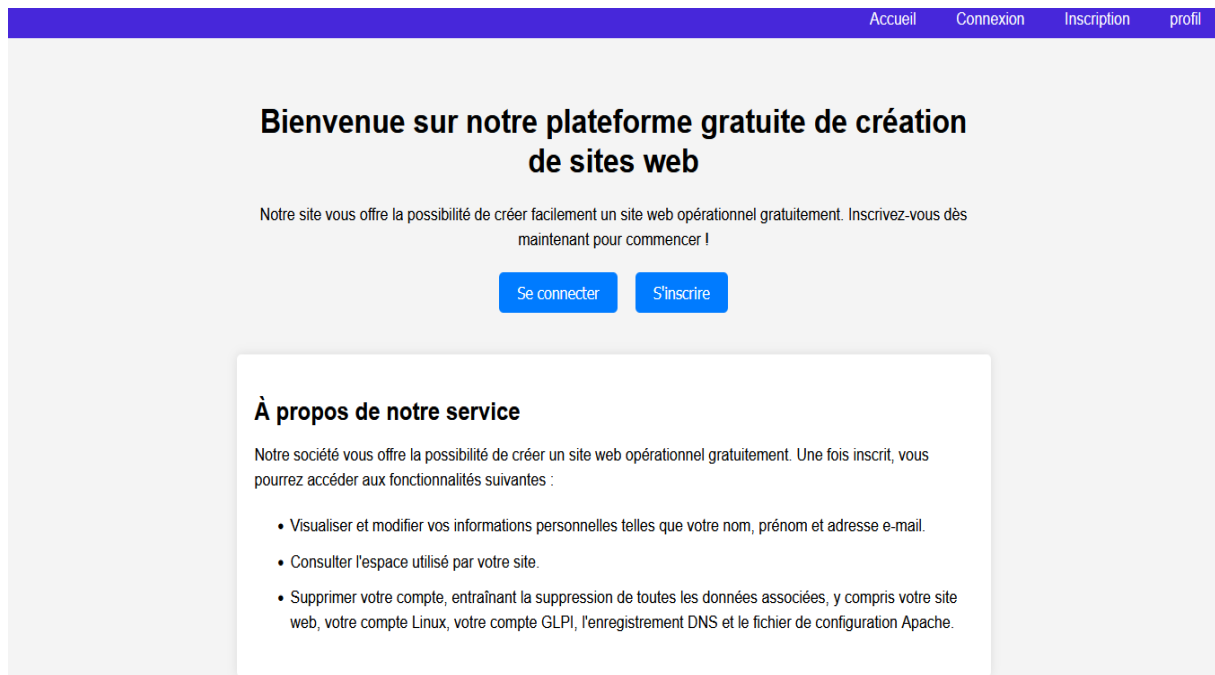 Accueil Connexion Inscription profil
Bienvenue sur notre plateforme gratuite de création
de sites web
Notre site vous offre la possibilité de créer facilement un site web opérationnel gratuitement. Inscrivez-vous dès
maintenant pour commencer !
Se connecter S'inscrire
À propos de notre service
Notre société vous offre la possibilité de créer un site web opérationnel gratuitement. Une fois inscrit, vous
pourrez accéder aux fonctionnalités suivantes :
• Visualiser et modifier vos informations personnelles telles que votre nom, prénom et adresse e-mail.
• Consulter l'espace utilisé par votre site.
• Supprimer votre compte, entraînant la suppression de toutes les données associées, y compris votre site
web, votre compte Linux, votre compte GLPI, l'enregistrement DNS et le fichier de configuration Apache.